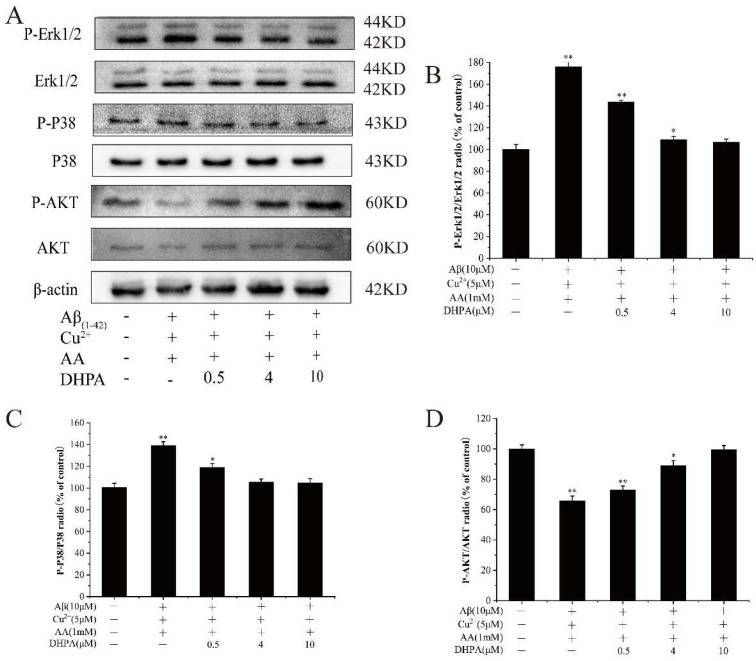 A
P-Erk1/2
44KD
42KD
Erk1/2
44KD
42KD
P-P38
43KD
P38
43KD
P-AKT
60KD
AKT
60KD
β-actin
42KD
Aβ(1-42) - + + + +
Cu2+ - + + + +
AA - + + + +
DHPA - - 0.5 4 10
B
P-Erk1/2/Erk1/2 radio (% of control)
180
160
140
120
100
80
60
40
20
0
**
**
*
Aβ(10μM) – + + + +
Cu2+(5μM) – + + + +
AA(1mM) – + + + +
DHPA(μM) – – 0.5 4 10
C
P-P38/P38 radio (% of control)
160
140
120
100
80
60
40
20
0
**
*
Aβ(10μM) – + + + +
Cu2+(5μM) – + + + +
AA(1mM) – + + + +
DHPA(μM) – – 0.5 4 10
D
P-AKT/AKT radio (% of control)
120
100
80
60
40
20
0
**
**
*
Aβ(10μM) – + + + +
Cu2 (5μM) – + + + +
AA(1mM) – + + + +
DHPA(μM) – – 0.5 4 10